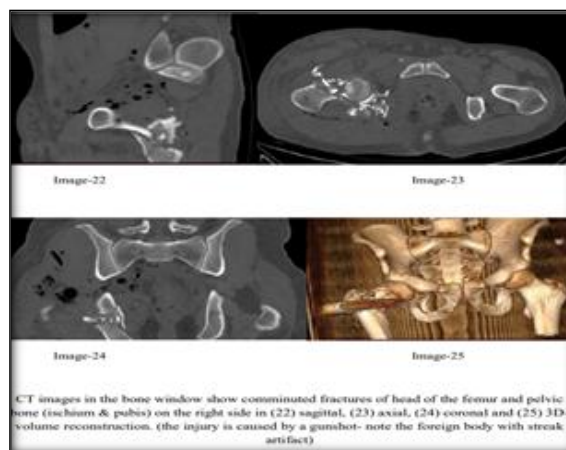 Image-22
Image-23
Image-24
Image-25
CT images in the bone window show comminuted fractures of head of the femur and pelvic
bone (ischium & pubis) on the right side in (22) sagittal, (23) axial, (24) coronal and (25) 3D-
volume reconstruction. (the injury is caused by a gunshot- note the foreign body with streak
artifact)